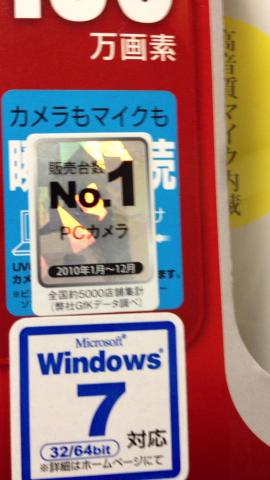 万画素
高音質マイク内蔵
カメラもマイクも
販売台数
No.1
PCカメラ
2010年1月～12月
全国約5000店舗集計
(弊社GfKデータ調べ)
Microsoft®
Windows®
7
32/64bit
対応
※詳細はホームページにて